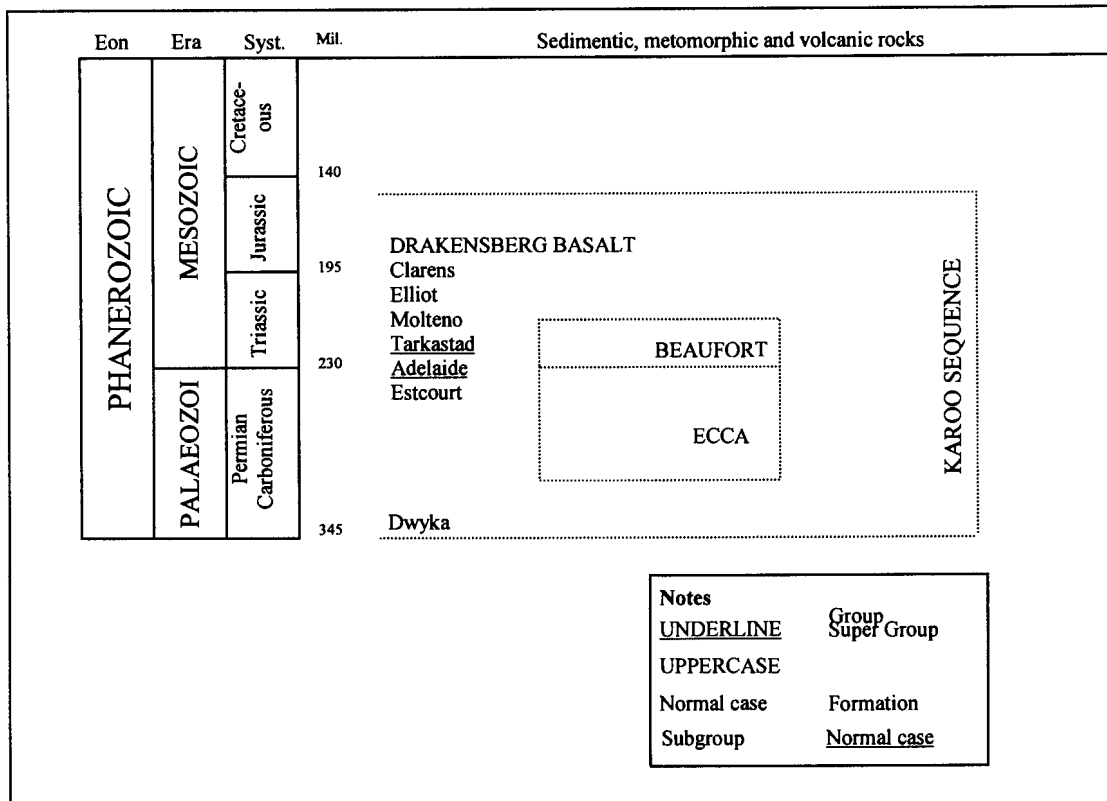 Eon Era Syst. Mil. Sedimentic, metomorphic and volcanic rocks
PHANEROZOIC
MESOZOIC
PALAEOZOI
Cretace-
ous
Jurassic
Triassic
Permian
Carboniferous
140
195
230
345
DRAKENSBERG BASALT
Clarens
Elliot
Molteno
Tarkastad
Adelaide
Estcourt
Dwyka
BEAUFORT
ECCA
KAROO SEQUENCE
Notes
Group
UNDERLINE Super Group
UPPERCASE
Normal case Formation
Subgroup Normal case